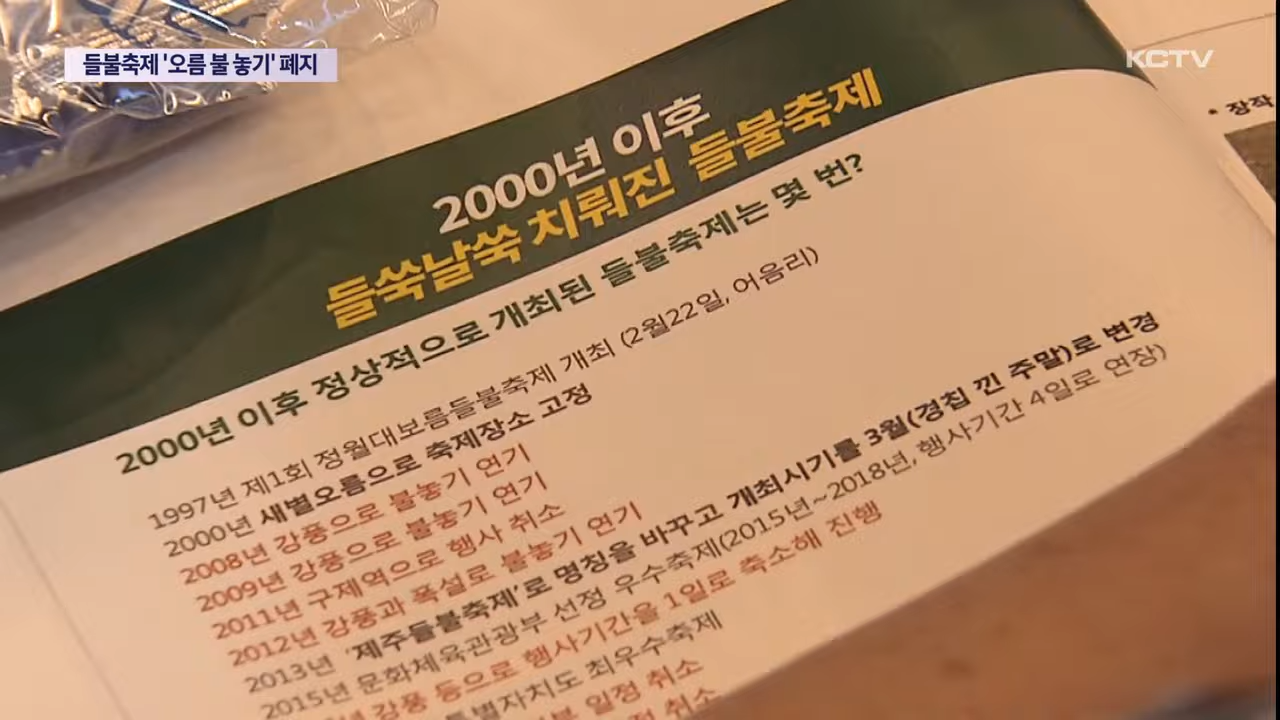 들불축제 '오름 불 놓기' 폐지
KCTV
* 장작
2000년 이후
들쑥날쑥 치뤄진 들불축제
2000년 이후 정상적으로 개최된 들불축제는 몇 번?
1997년 제1회 정월대보름들불축제 개최 (2월22일, 어음리)
2000년 새별오름으로 축제장소 고정
2008년 강풍으로 불놓기 연기
2009년 강풍으로 불놓기 연기
2011년 구제역으로 행사 취소
2012년 강풍과 폭설로 불놓기 연기
2013년 '제주들불축제'로 명칭을 바꾸고 개최시기를 3월(경칩 낀 주말)로 변경
2015년 문화체육관광부 선정 우수축제(2015년~2018년, 행사기간 4일로 연장)
강풍 등으로 행사기간을 1일로 축소해 진행
특별자치도 최우수축제
일정 취소
취소